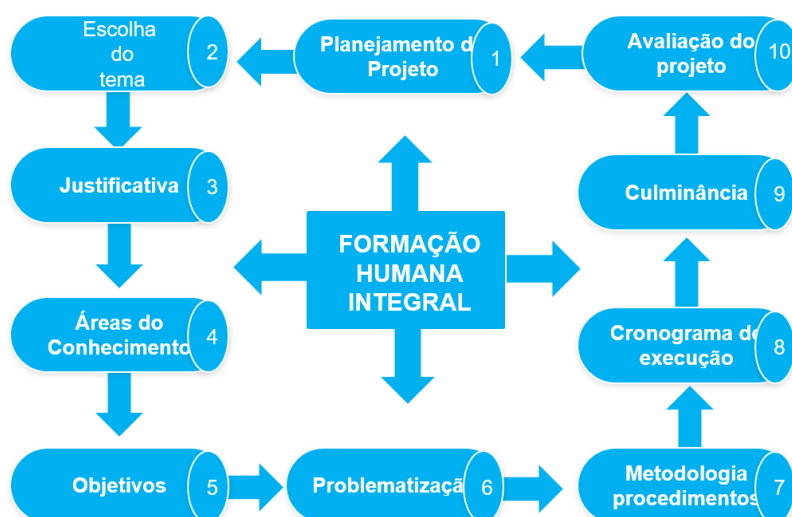 Planejamento d
Projeto
1
Escolha
do
tema
2
Justificativa
3
Áreas do
Conhecimento
4
Objetivos
5
Problematizaçã
6
Metodologia
procedimentos
7
Cronograma de
execução
8
Culminância
9
Avaliação do
projeto
10
FORMAÇÃO
HUMANA
INTEGRAL